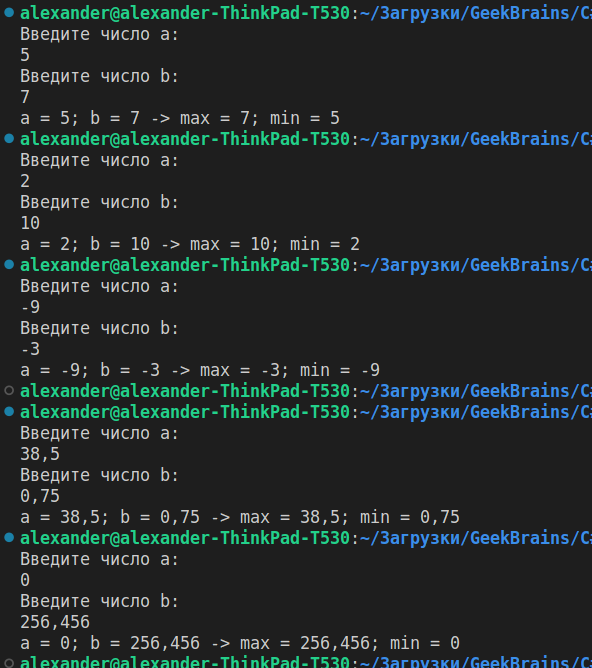 alexander@alexander-ThinkPad-T530:~/Загрузки/GeekBrains/C#
Введите число a:
5
Введите число b:
7
a = 5; b = 7 -> max = 7; min = 5
alexander@alexander-ThinkPad-T530:~/Загрузки/GeekBrains/C#
Введите число a:
2
Введите число b:
10
a = 2; b = 10 -> max = 10; min = 2
alexander@alexander-ThinkPad-T530:~/Загрузки/GeekBrains/C#
Введите число a:
-9
Введите число b:
-3
a = -9; b = -3 -> max = -3; min = -9
alexander@alexander-ThinkPad-T530:~/Загрузки/GeekBrains/C#
alexander@alexander-ThinkPad-T530:~/Загрузки/GeekBrains/C#
Введите число a:
38,5
Введите число b:
0,75
a = 38,5; b = 0,75 -> max = 38,5; min = 0,75
alexander@alexander-ThinkPad-T530:~/Загрузки/GeekBrains/C#
Введите число a:
0
Введите число b:
256,456
a = 0; b = 256,456 -> max = 256,456; min = 0
alexander@alexander-ThinkPad-T530:~/Загрузки/GeekBrains/C#